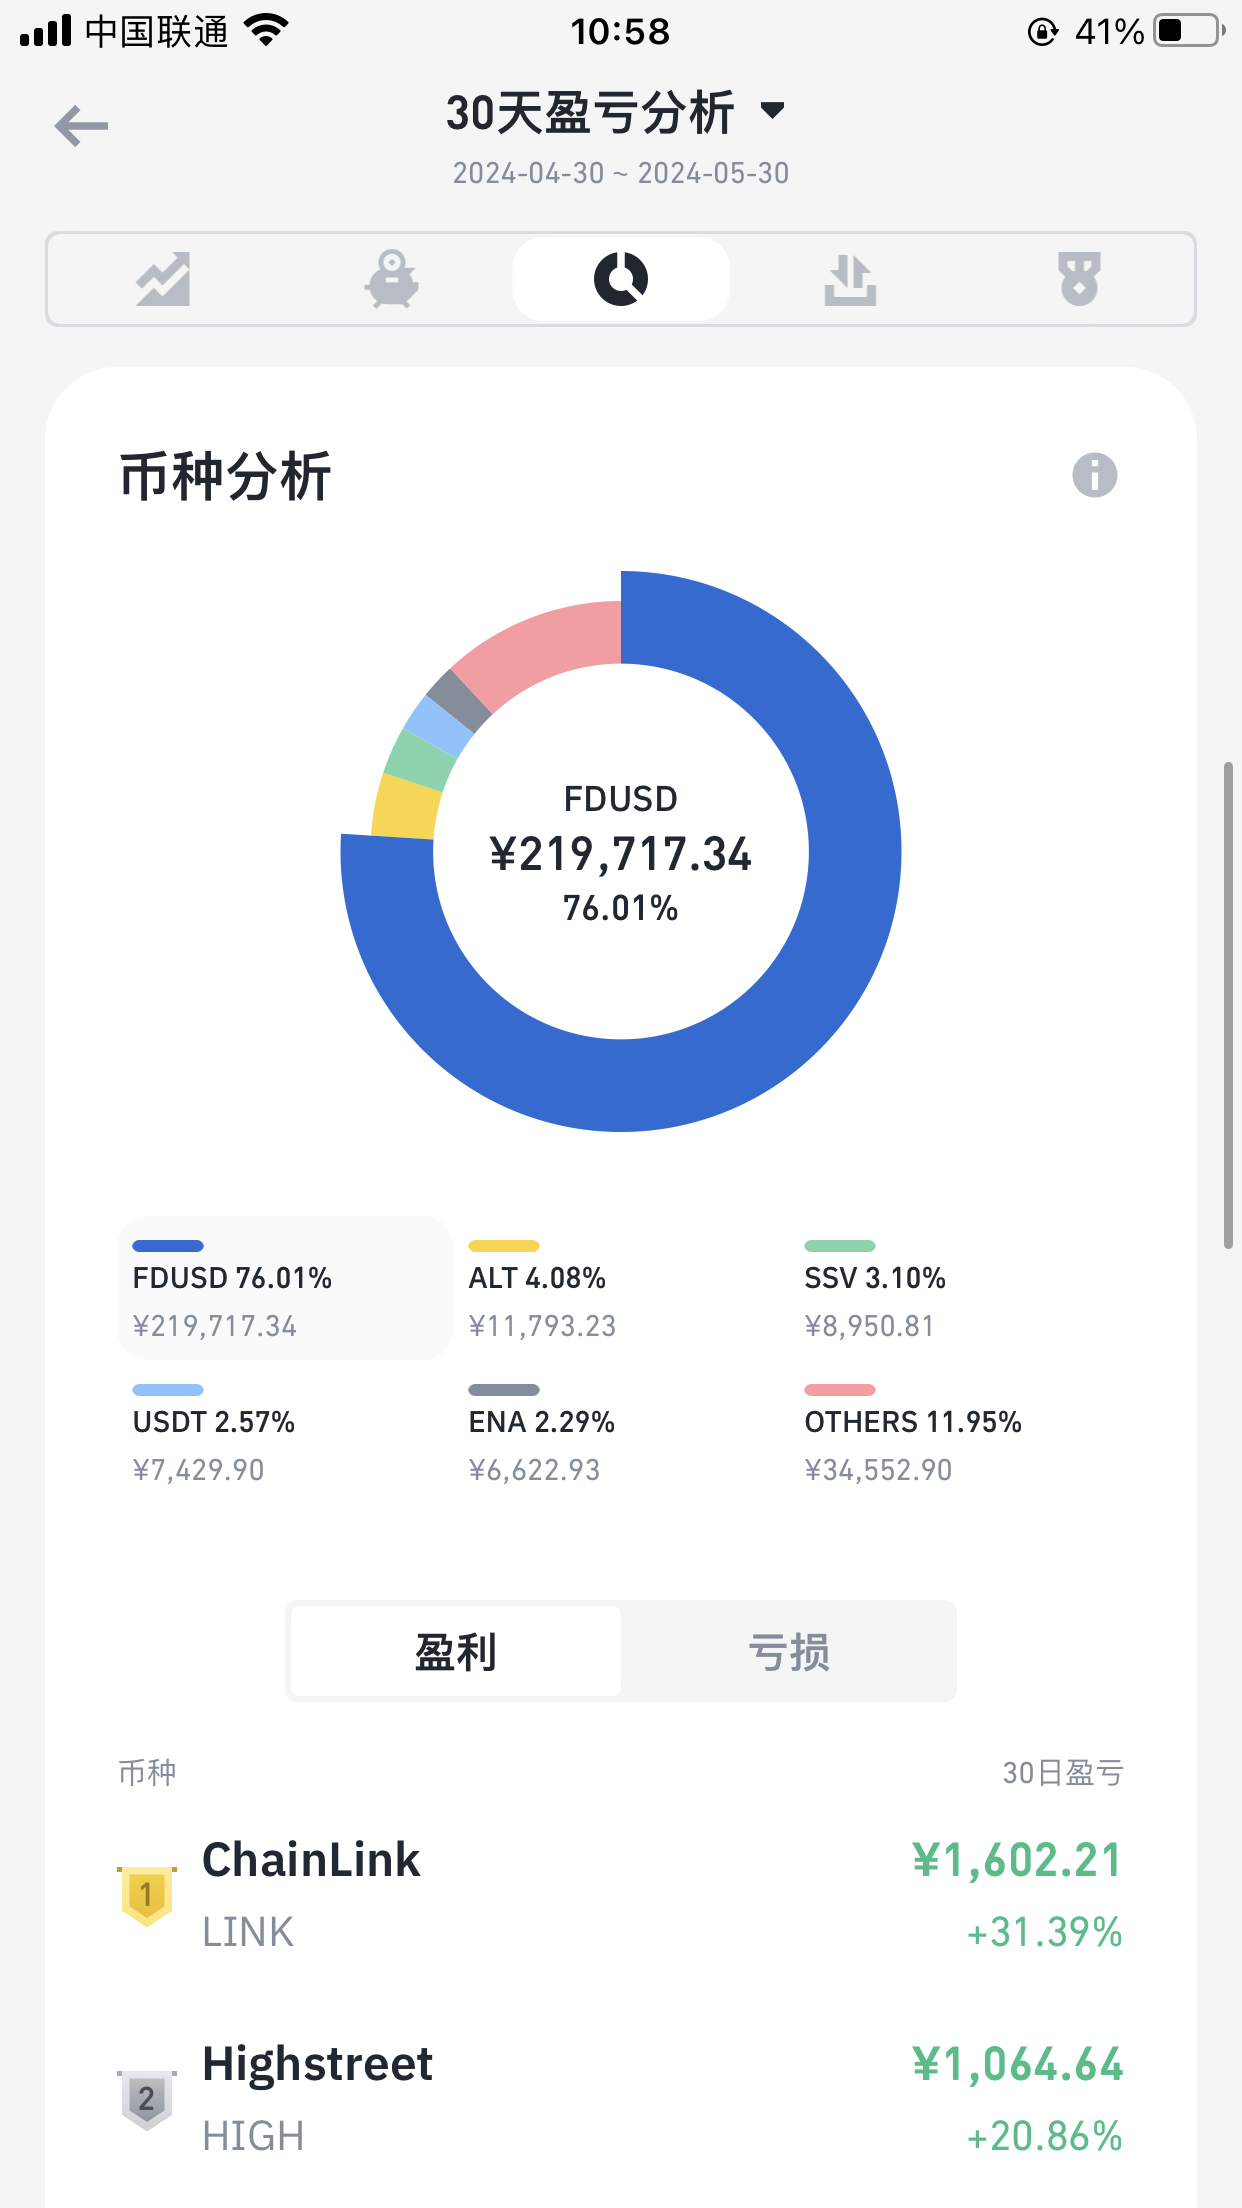 中国联通
10:58
41%
30天盈亏分析
2024-04-30 ~ 2024-05-30
币种分析
FDUSD
¥219,717.34
76.01%
FDUSD 76.01%
¥219,717.34
ALT 4.08%
¥11,793.23
SSV 3.10%
¥8,950.81
USDT 2.57%
¥7,429.90
ENA 2.29%
¥6,622.93
OTHERS 11.95%
¥34,552.90
盈利
亏损
币种
30日盈亏
1
ChainLink
¥1,602.21
LINK
+31.39%
2
Highstreet
¥1,064.64
HIGH
+20.86%